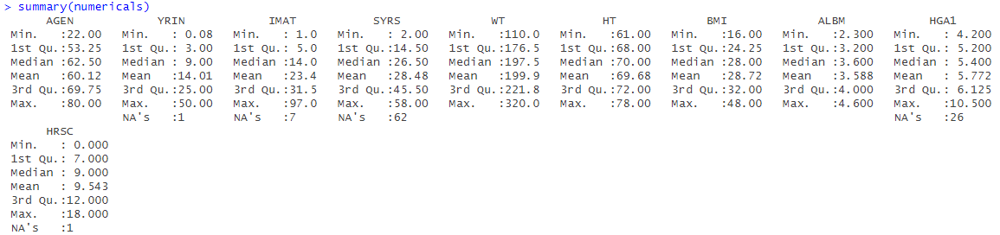 > summary(numericals)
AGEN YRIN IMAT SYRS WT HT BMI ALBM HGA1
Min. :22.00 Min. : 0.08 Min. : 1.0 Min. : 2.00 Min. :110.0 Min. :61.00 Min. :16.00 Min. :2.300 Min. : 4.200
1st Qu.:53.25 1st Qu.: 3.00 1st Qu.: 5.0 1st Qu.:14.50 1st Qu.:176.5 1st Qu.:68.00 1st Qu.:24.25 1st Qu.:3.200 1st Qu.: 5.200
Median :62.50 Median : 9.00 Median :14.0 Median :26.50 Median :197.5 Median :70.00 Median :28.00 Median :3.600 Median : 5.400
Mean :60.12 Mean :14.01 Mean :23.4 Mean :28.48 Mean :199.9 Mean :69.68 Mean :28.72 Mean :3.588 Mean : 5.772
3rd Qu.:69.75 3rd Qu.:25.00 3rd Qu.:31.5 3rd Qu.:45.50 3rd Qu.:221.8 3rd Qu.:72.00 3rd Qu.:32.00 3rd Qu.:4.000 3rd Qu.: 6.125
Max. :80.00 Max. :50.00 Max. :97.0 Max. :58.00 Max. :320.0 Max. :78.00 Max. :48.00 Max. :4.600 Max. :10.500
NA's :1 NA's :7 NA's :62 NA's :26
HRSC
Min. : 0.000
1st Qu.: 7.000
Median : 9.000
Mean : 9.543
3rd Qu.:12.000
Max. :18.000
NA's :1